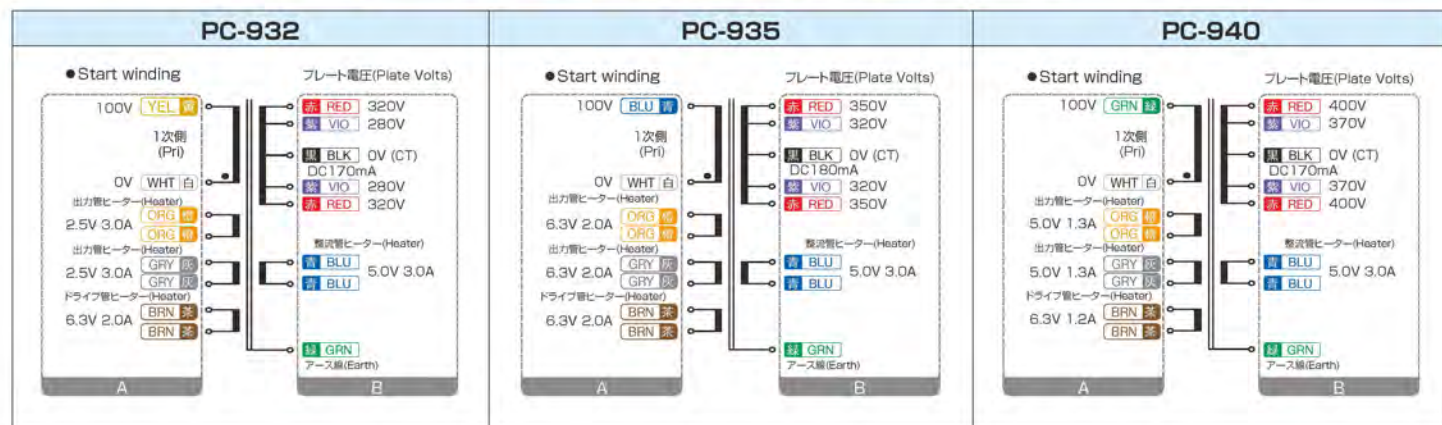 PC-932
●Start winding
プレート電圧(Plate Volts)
100V YEL 黄
赤 RED 320V
紫 VIO 280V
1次側
(Pri)
黒 BLK 0V (CT)
DC170mA
0V WHT 白
紫 VIO 280V
赤 RED 320V
出力管ヒーター(Heater)
ORG 橙
2.5V 3.0A
ORG 橙
出力管ヒーター(Heater)
整流管ヒーター(Heater)
GRY 灰
2.5V 3.0A
GRY 灰
青 BLU
5.0V 3.0A
青 BLU
ドライブ管ヒーター(Heater)
BRN 茶
6.3V 2.0A
BRN 茶
緑 GRN
アース線(Earth)
A
B
PC-935
●Start winding
プレート電圧(Plate Volts)
100V BLU 青
赤 RED 350V
紫 VIO 320V
1次側
(Pri)
黒 BLK 0V (CT)
DC180mA
0V WHT 白
紫 VIO 320V
赤 RED 350V
出力管ヒーター(Heater)
ORG 橙
6.3V 2.0A
ORG 橙
出力管ヒーター(Heater)
整流管ヒーター(Heater)
GRY 灰
6.3V 2.0A
GRY 灰
青 BLU
5.0V 3.0A
青 BLU
ドライブ管ヒーター(Heater)
BRN 茶
6.3V 2.0A
BRN 茶
緑 GRN
アース線(Earth)
A
B
PC-940
●Start winding
プレート電圧(Plate Volts)
100V GRN 緑
赤 RED 400V
紫 VIO 370V
1次側
(Pri)
黒 BLK 0V (CT)
DC170mA
0V WHT 白
紫 VIO 370V
赤 RED 400V
出力管ヒーター(Heater)
ORG 橙
5.0V 1.3A
ORG 橙
出力管ヒーター(Heater)
整流管ヒーター(Heater)
GRY 灰
5.0V 1.3A
GRY 灰
青 BLU
5.0V 3.0A
青 BLU
ドライブ管ヒーター(Heater)
BRN 茶
6.3V 1.2A
BRN 茶
緑 GRN
アース線(Earth)
A
B